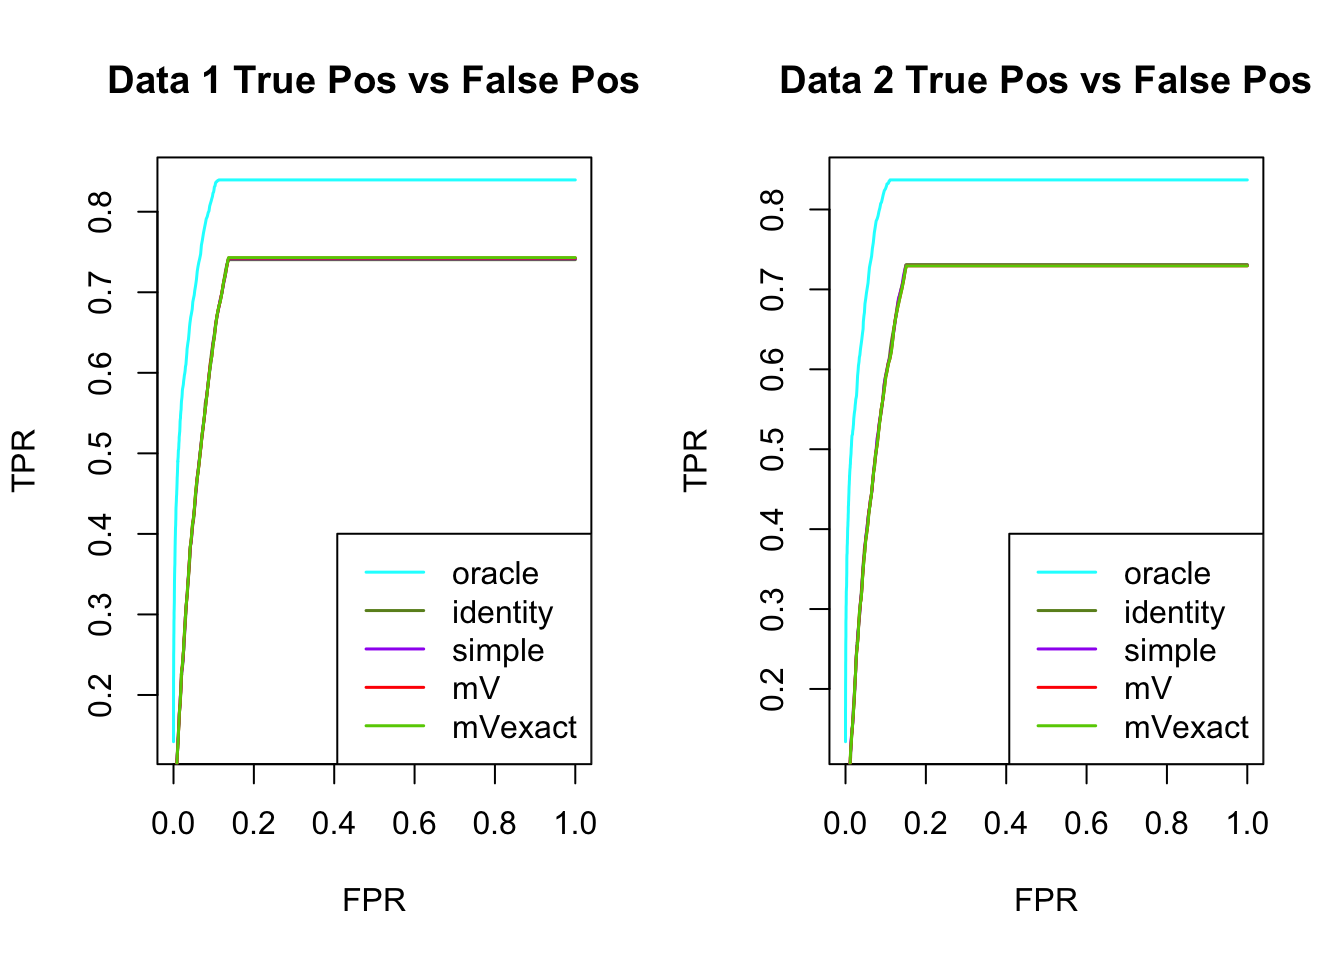 Data 1 True Pos vs False Pos
TPR
0.8
0.7
0.6
0.5
0.4
0.3
0.2
oracle
identity
simple
mV
mVexact
0.0 0.2 0.4 0.6 0.8 1.0
FPR
Data 2 True Pos vs False Pos
TPR
0.8
0.7
0.6
0.5
0.4
0.3
0.2
oracle
identity
simple
mV
mVexact
0.0 0.2 0.4 0.6 0.8 1.0
FPR